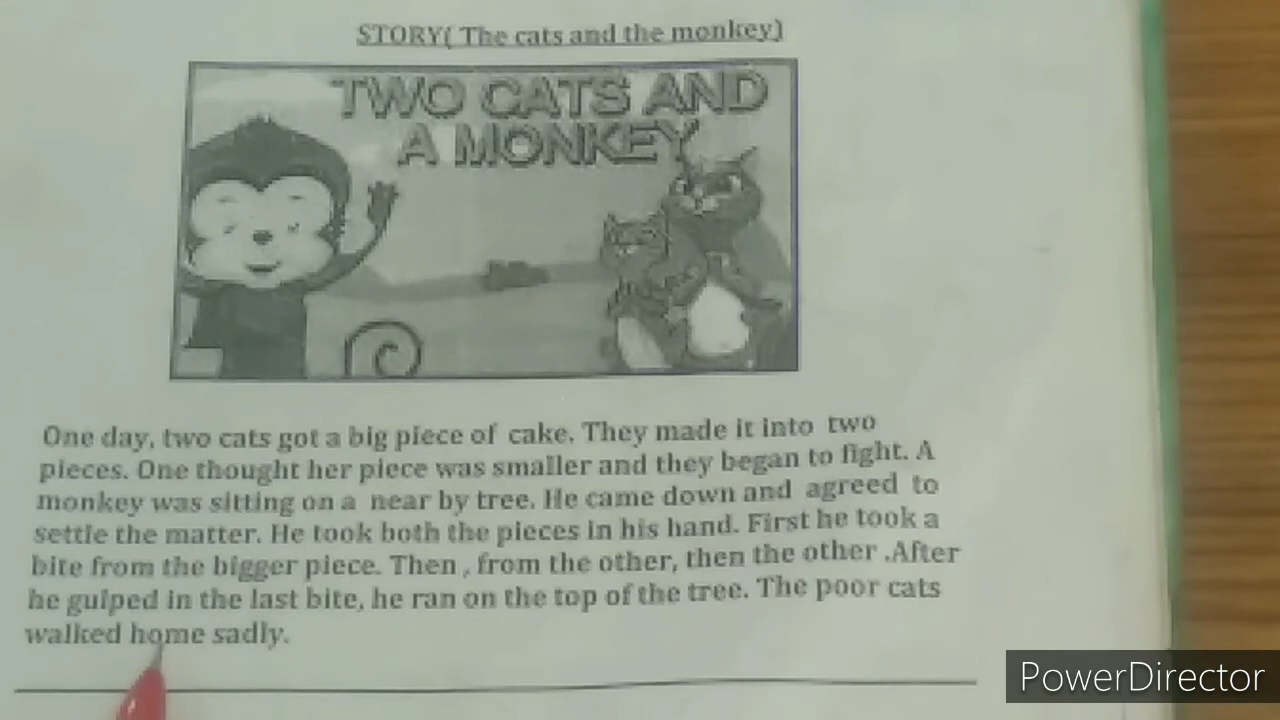 STORY( The cats and the monkey)
TWO CATS AND
A MONKEY
One day, two cats got a big piece of cake. They made it into two
pieces. One thought her piece was smaller and they began to fight. A
monkey was sitting on a near by tree. He came down and agreed to
settle the matter. He took both the pieces in his hand. First he took a
bite from the bigger piece. Then , from the other, then the other .After
he gulped in the last bite, he ran on the top of the tree. The poor cats
walked home sadly.
PowerDirector